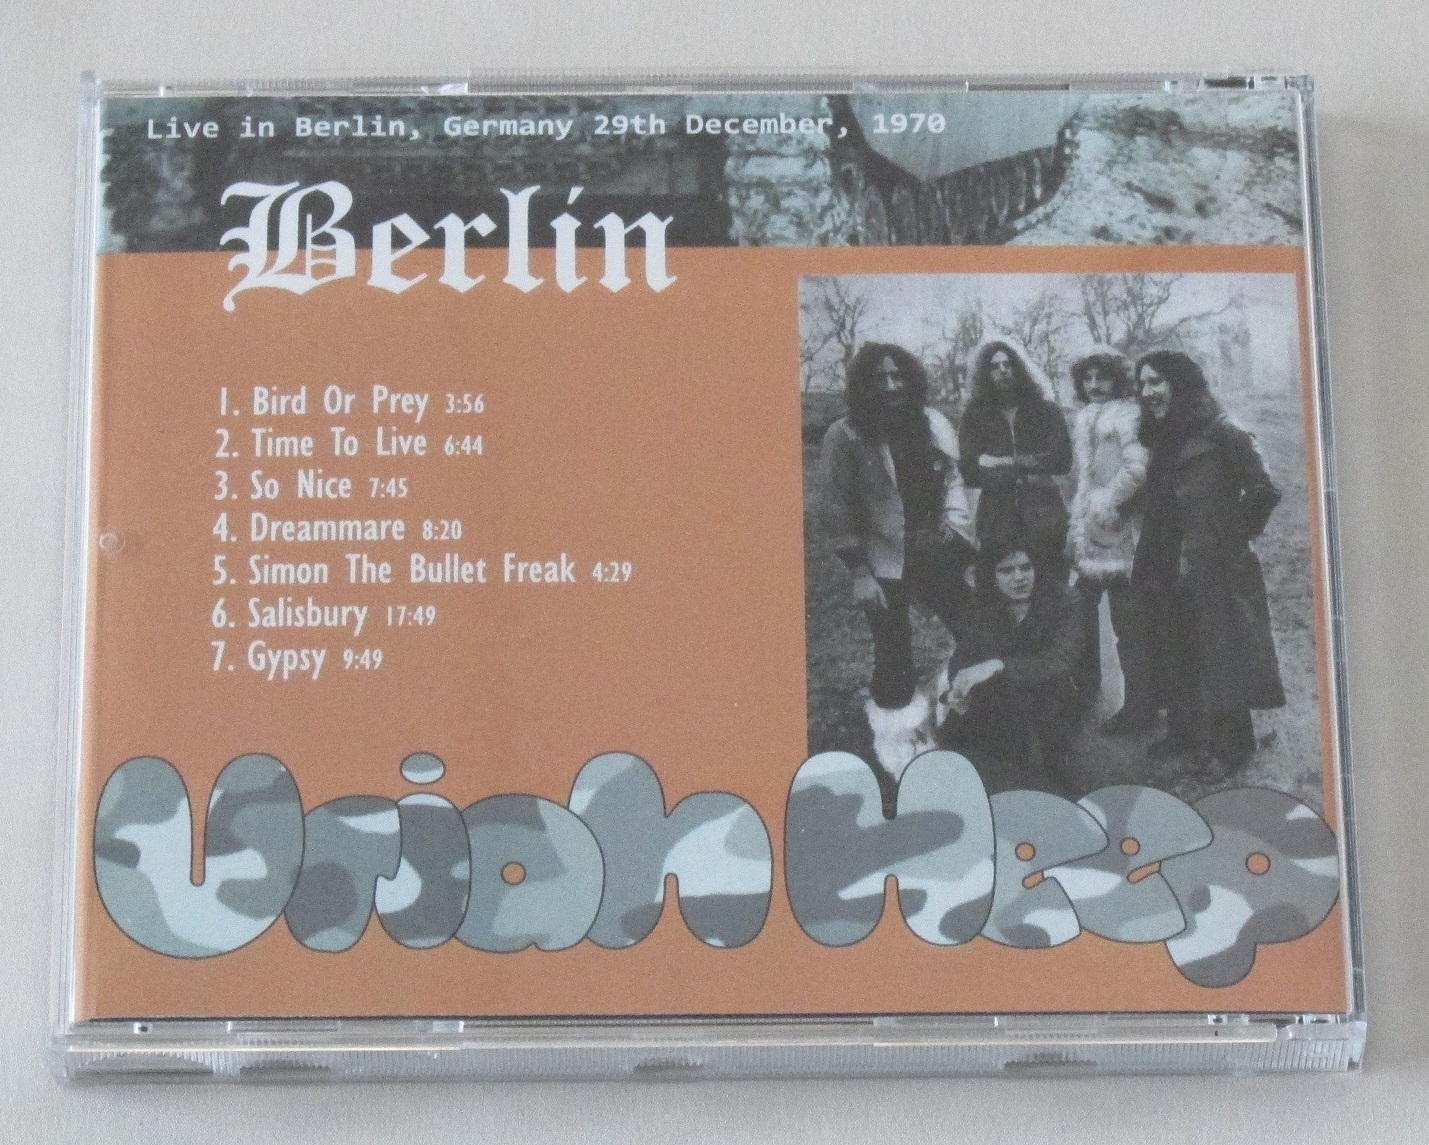 Live in Berlin, Germany 29th December, 1970
Berlin
1. Bird Or Prey 3:56
2. Time To Live 6:44
3. So Nice 7:45
4. Dreammare 8:20
5. Simon The Bullet Freak 4:29
6. Salisbury 17:49
7. Gypsy 9:49
Uriah Heep